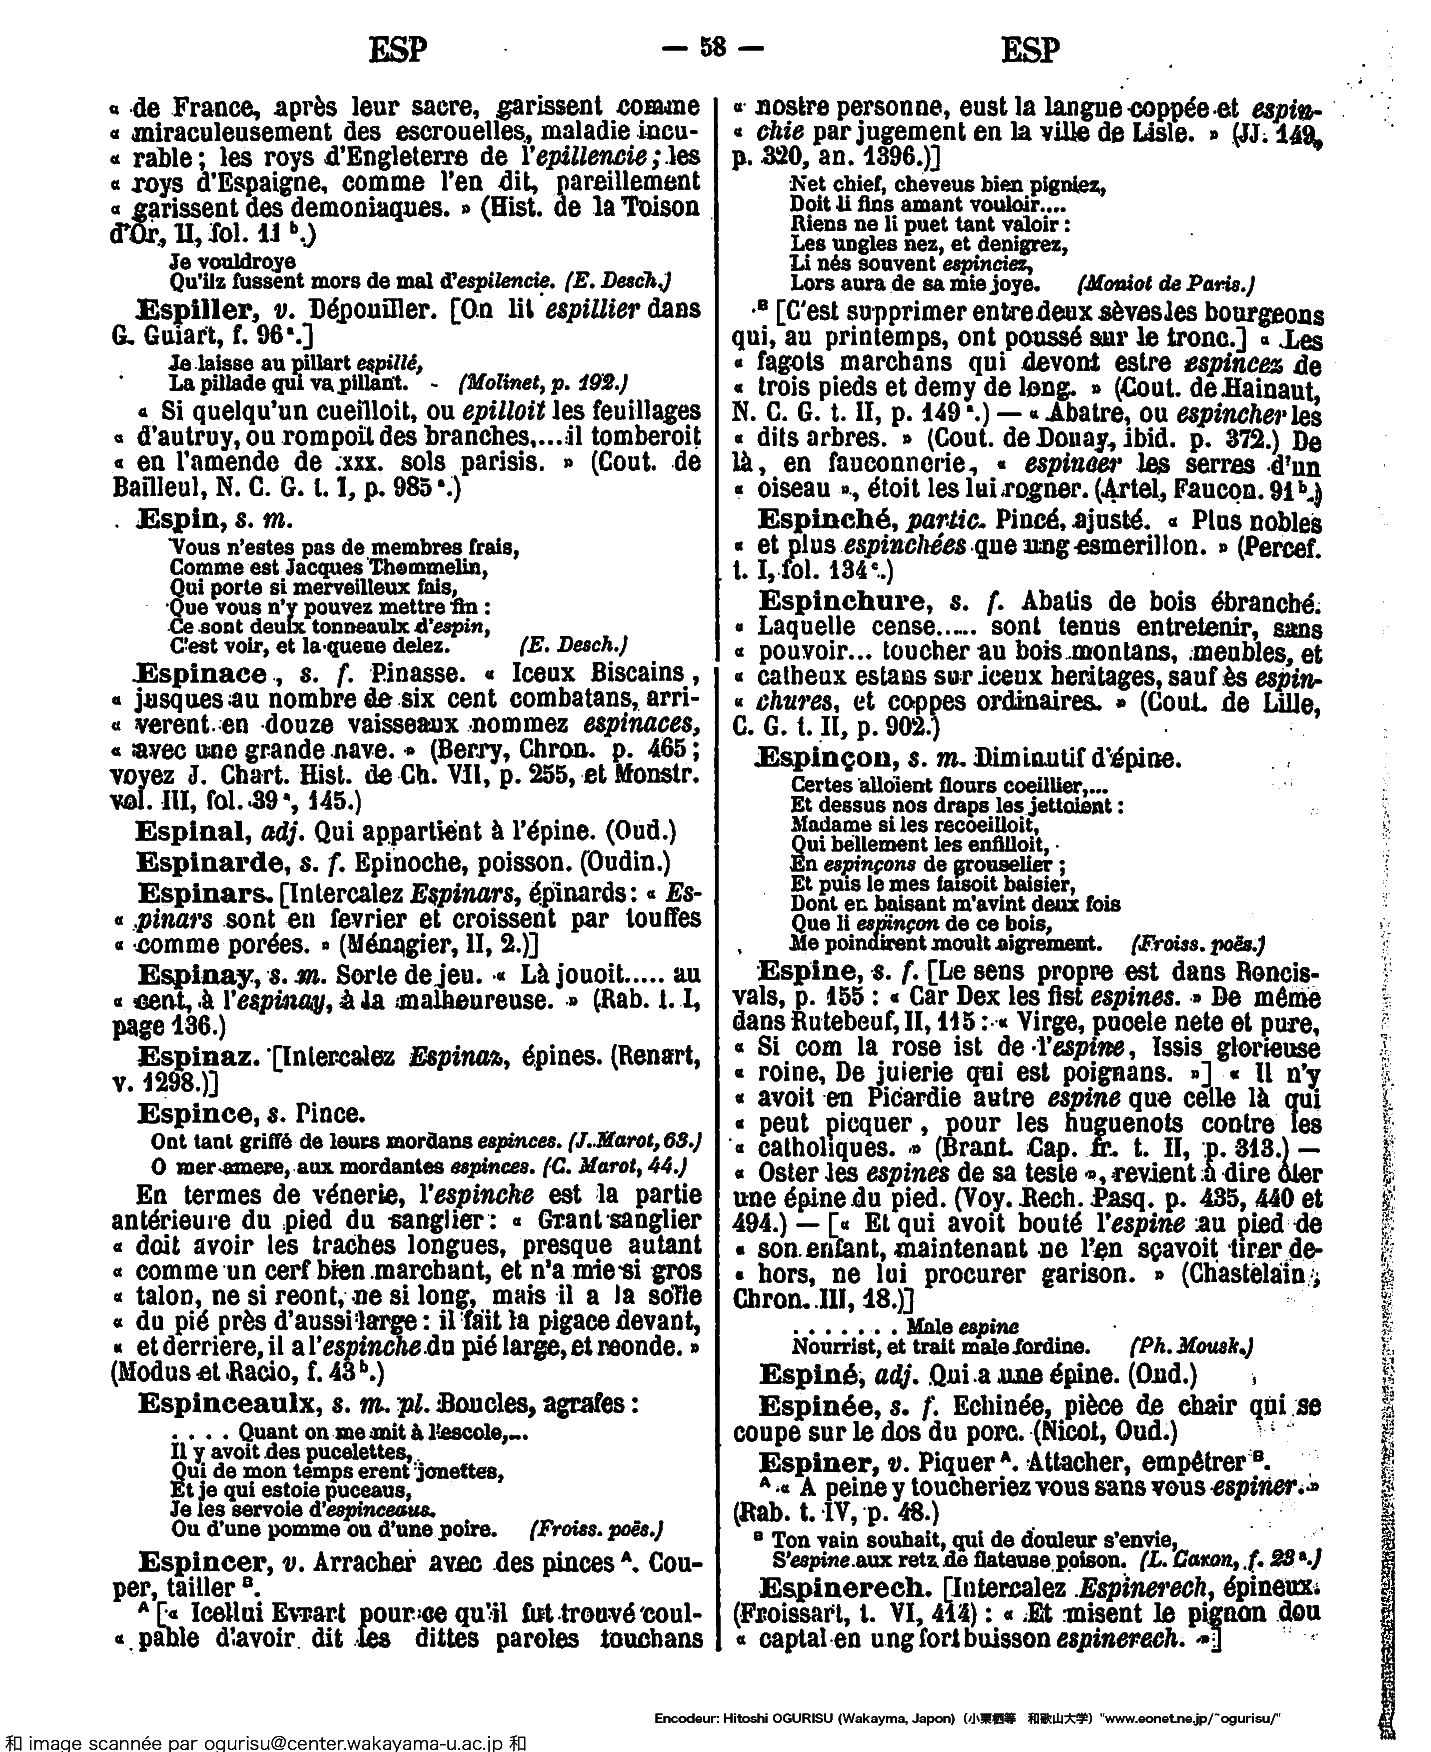 ESP — 58 — ESP
« de France, après leur sacre, garissent comme
« miraculeusement des escrouelles, maladie incu-
« rable ; les roys d'Engleterre de l'epillencie ; les
« roys d'Espaigne, comme l'en dit, pareillement
« garissent des demoniaques. » (Hist. de la Toison
d'Or, II, fol. 11 b.)
Je vouldroye
Qu'ilz fussent mors de mal d'espilencie. (E. Desch.)
Espiller, v. Dépouiller. [On lit espillier dans
G. Guiart, f. 96 a.]
Je laisse au pillart espillé,
La pillade qui va pillant. - (Molinet, p. 192.)
« Si quelqu'un cueilloit, ou epilloit les feuillages
« d'autruy, ou rompoit des branches,... il tomberoit
« en l'amende de xxx. sols parisis. » (Cout. de
Bailleul, N. C. G. t. I, p. 985 a.)
Espin, s. m.
Vous n'estes pas de membres frais,
Comme est Jacques Thommelin,
Qui porte si merveilleux fais,
Que vous n'y pouvez mettre fin :
Ce sont deulx tonneaulx d'espin,
C'est voir, et la queue delez. (E. Desch.)
Espinace, s. f. Pinasse. « Iceux Biscains,
« jusques au nombre de six cent combatans, arri-
« verent en douze vaisseaux nommez espinaces,
« avec une grande nave. » (Berry, Chron. p. 465 ;
voyez J. Chart. Hist. de Ch. VII, p. 255, et Monstr.
vol. III, fol. 39 a, 145.)
Espinal, adj. Qui appartient à l'épine. (Oud.)
Espinarde, s. f. Epinoche, poisson. (Oudin.)
Espinars. [Intercalez Espinars, épinards : « Es-
« pinars sont en fevrier et croissent par touffes
« comme porées. » (Ménagier, II, 2.)]
Espinay, s. m. Sorte de jeu. « Là jouoit..... au
« cent, à l'espinay, à la malheureuse. » (Rab. t. I,
page 136.)
Espinaz. [Intercalez Espinaz, épines. (Renart,
v. 1298.)]
Espince, s. Pince.
Ont tant griffé de leurs mordans espinces. (J. Marot, 63.)
O mer amere, aux mordantes espinces. (C. Marot, 44.)
En termes de vénerie, l'espinche est la partie
antérieure du pied du sanglier : « Grant sanglier
« doit avoir les traches longues, presque autant
« comme un cerf bien marchant, et n'a mie si gros
« talon, ne si reont, ne si long, mais il a la solle
« du pié près d'aussi large : il fait la pigace devant,
« et derriere, il a l'espinche du pié large, et reonde. »
(Modus et Racio, f. 43 b.)
Espinceaulx, s. m. pl. Boucles, agrafes :
. . . . Quant on me mit à l'escole,...
Il y avoit des pucelettes,
Qui de mon temps erent jonettes,
Et je qui estoie puceaus,
Je les servoie d'espinceaus.
Ou d'une pomme ou d'une poire. (Froiss. poës.)
Espincer, v. Arracher avec des pinces A. Cou-
per, tailler B.
A [« Icellui Evrart pour ce qu'il fut trouvé coul-
« pable d'avoir dit les dittes paroles touchans
« nostre personne, eust la langue coppée et espin-
« chie par jugement en la ville de Lisle. » (JJ. 149,
p. 320, an. 1396.)]
Net chief, cheveus bien pigniez,
Doit li fins amant vouloir....
Riens ne li puet tant valoir :
Les ungles nez, et denigrez,
Li nés souvent espinciez,
Lors aura de sa mie joye. (Moniot de Paris.)
B [C'est supprimer entre deux sèves les bourgeons
qui, au printemps, ont poussé sur le tronc.] « Les
« fagots marchans qui devont estre espincez de
« trois pieds et demy de long. » (Cout. de Hainaut,
N. C. G. t. II, p. 149 a.) — « Abatre, ou espincher les
« dits arbres. » (Cout. de Douay, ibid. p. 372.) De
là, en fauconnerie, « espincer les serres d'un
« oiseau », étoit les lui rogner. (Artel, Faucon. 91 b.)
Espinché, partic. Pincé, ajusté. « Plus nobles
« et plus espinchées que ung esmerillon. » (Percef.
t. I, fol. 134 c.)
Espinchure, s. f. Abatis de bois ébranché.
« Laquelle cense..... sont tenus entretenir, sans
« pouvoir... toucher au bois montans, meubles, et
« catheux estans sur iceux heritages, sauf ès espin-
« chures, et coppes ordinaires. » (Cout. de Lille,
C. G. t. II, p. 902.)
Espinçon, s. m. Diminutif d'épine.
Certes alloient flours coeillier,...
Et dessus nos draps les jettoient :
Madame si les recoeilloit,
Qui bellement les enfilloit,
En espinçons de grouselier ;
Et puis le mes faisoit baisier,
Dont en baisant m'avint deux fois
Que li espinçon de ce bois,
Me poindirent moult aigrement. (Froiss. poës.)
Espine, s. f. [Le sens propre est dans Roncis-
vals, p. 155 : « Car Dex les fist espines. » De même
dans Rutebeuf, II, 115 : « Virge, pucele nete et pure,
« Si com la rose ist de l'espine, Issis glorieuse
« roine, De juierie qui est poignans. »] « Il n'y
« avoit en Picardie autre espine que celle là qui
« peut picquer, pour les huguenots contre les
« catholiques. » (Brant. Cap. fr. t. II, p. 313.) —
« Oster les espines de sa teste », revient à dire ôter
une épine du pied. (Voy. Rech. Pasq. p. 435, 440 et
494.) — [« Et qui avoit bouté l'espine au pied de
« son enfant, maintenant ne l'en sçavoit tirer de-
« hors, ne lui procurer garison. » (Chastelain,
Chron. III, 18.)]
. . . . . . . Male espine
Nourrist, et trait male fordine. (Ph. Mousk.)
Espiné, adj. Qui a une épine. (Oud.)
Espinée, s. f. Echinée, pièce de chair qui se
coupe sur le dos du porc. (Nicot, Oud.)
Espiner, v. Piquer A. Attacher, empêtrer B.
A « A peine y toucheriez vous sans vous espiner. »
(Rab. t. IV, p. 48.)
B Ton vain souhait, qui de douleur s'envie,
S'espine aux retz de flateuse poison. (L. Caron, f. 23 a.)
Espinerech. [Intercalez Espinerech, épineux.
(Froissart, t. VI, 414) : « Et misent le pignon dou
« captal en ung fort buisson espinerech. »]
Encodeur: Hitoshi OGURISU (Wakayma, Japon) (小栗栖等 和歌山大学) "www.eonet.ne.jp/~ogurisu/"
和 image scannée par ogurisu@center.wakayama-u.ac.jp 和